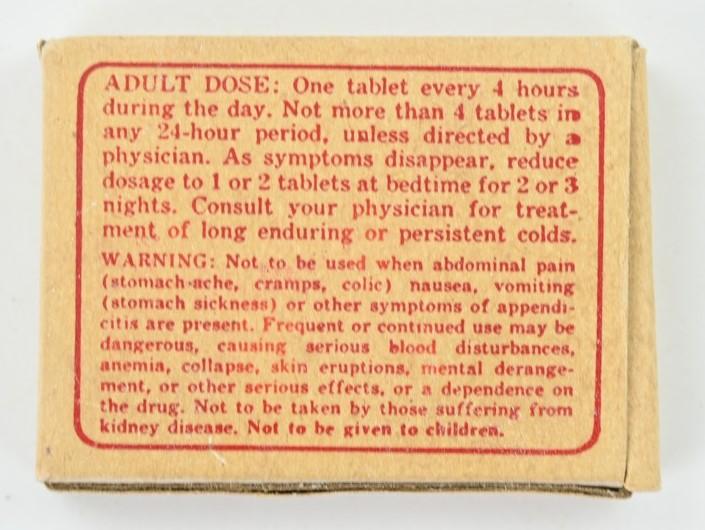 ADULT DOSE: One tablet every 4 hours
during the day. Not more than 4 tablets in
any 24-hour period, unless directed by a
physician. As symptoms disappear, reduce
dosage to 1 or 2 tablets at bedtime for 2 or 3
nights. Consult your physician for treat-
ment of long enduring or persistent colds.
WARNING: Not to be used when abdominal pain
(stomach-ache, cramps, colic) nausea, vomiting
(stomach sickness) or other symptoms of appendi-
citis are present. Frequent or continued use may be
dangerous, causing serious blood disturbances,
anemia, collapse, skin eruptions, mental derange-
ment, or other serious effects, or a dependence on
the drug. Not to be taken by those suffering from
kidney disease. Not to be given to children.